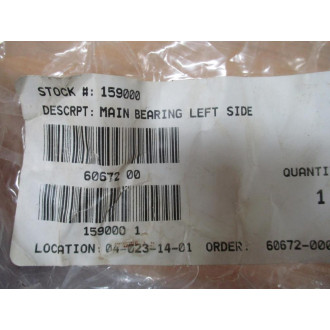 STOCK #: 159000
DESCRPT: MAIN BEARING LEFT SIDE
60672 00
QUANTI
1
159000 1
LOCATION: 04-023-14-01 ORDER: 60672-000